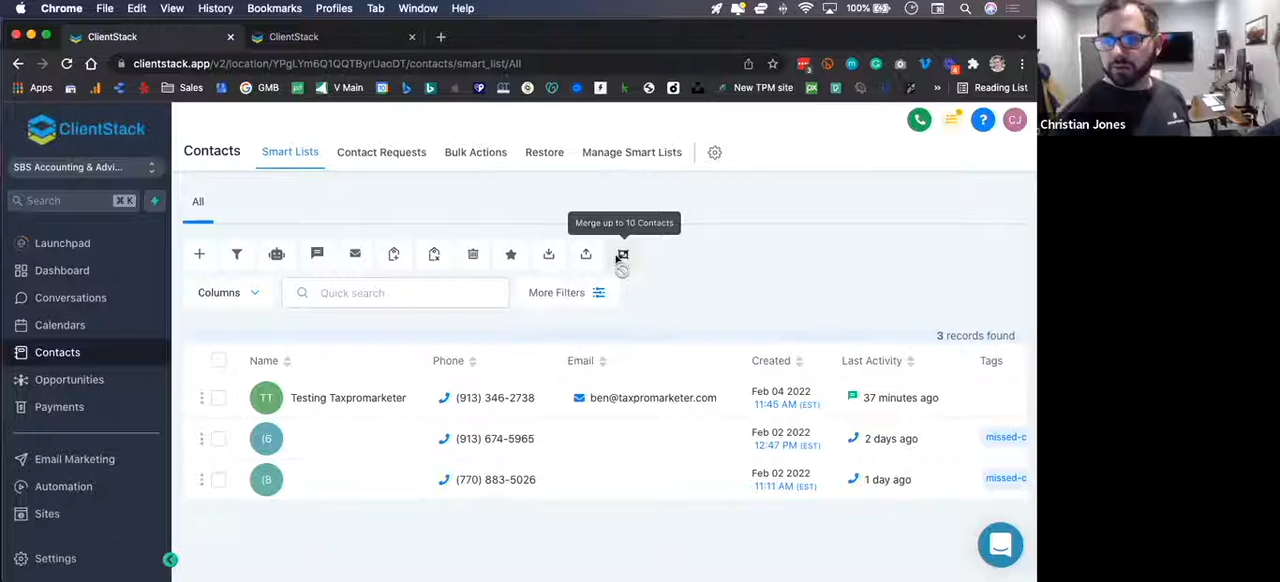 Chrome File Edit View History Bookmarks Profiles Tab Window Help 100%
ClientStack
ClientStack
clientstack.app/v2/location/YPgLYm6Q1QQTByrUaoDT/contacts/smart_list/All
Apps Sales GMB V Main New TPM site Reading List
Christian Jones
ClientStack
SBS Accounting & Advi...
Search ⌘ K
Launchpad
Dashboard
Conversations
Calendars
Contacts
Opportunities
Payments
Email Marketing
Automation
Sites
Settings
Contacts Smart Lists Contact Requests Bulk Actions Restore Manage Smart Lists
CJ
All
Merge up to 10 Contacts
Columns Quick search More Filters
3 records found
Name Phone Email Created Last Activity Tags
TT Testing Taxpromarketer (913) 346-2738 ben@taxpromarketer.com Feb 04 2022 11:45 AM (EST) 37 minutes ago
(6 (913) 674-5965 Feb 02 2022 12:47 PM (EST) 2 days ago missed-c
(8 (770) 883-5026 Feb 02 2022 11:11 AM (EST) 1 day ago missed-c